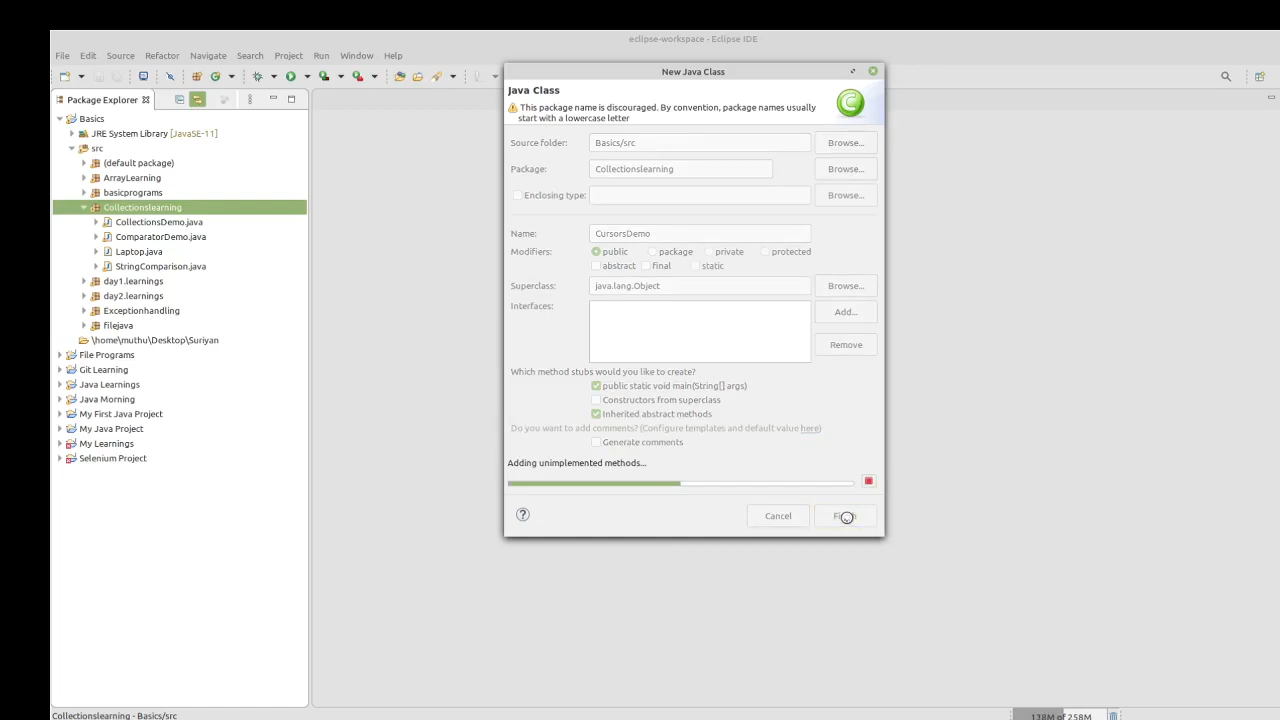 eclipse-workspace - Eclipse IDE
File Edit Source Refactor Navigate Search Project Run Window Help
Package Explorer
Basics
JRE System Library [JavaSE-11]
src
(default package)
ArrayLearning
basicprograms
Collectionslearning
CollectionsDemo.java
ComparatorDemo.java
Laptop.java
StringComparison.java
day1.learnings
day2.learnings
Exceptionhandling
filejava
\home\muthu\Desktop\Suriyan
File Programs
Git Learning
Java Learnings
Java Morning
My First Java Project
My Java Project
My Learnings
Selenium Project
New Java Class
Java Class
This package name is discouraged. By convention, package names usually
start with a lowercase letter
Source folder: Basics/src Browse...
Package: Collectionslearning Browse...
Enclosing type: Browse...
Name: CursorsDemo
Modifiers: public package private protected
abstract final static
Superclass: java.lang.Object Browse...
Interfaces: Add...
Remove
Which method stubs would you like to create?
public static void main(String[] args)
Constructors from superclass
Inherited abstract methods
Do you want to add comments? (Configure templates and default value here)
Generate comments
Adding unimplemented methods...
Cancel
Collectionslearning - Basics/src
138M of 258M